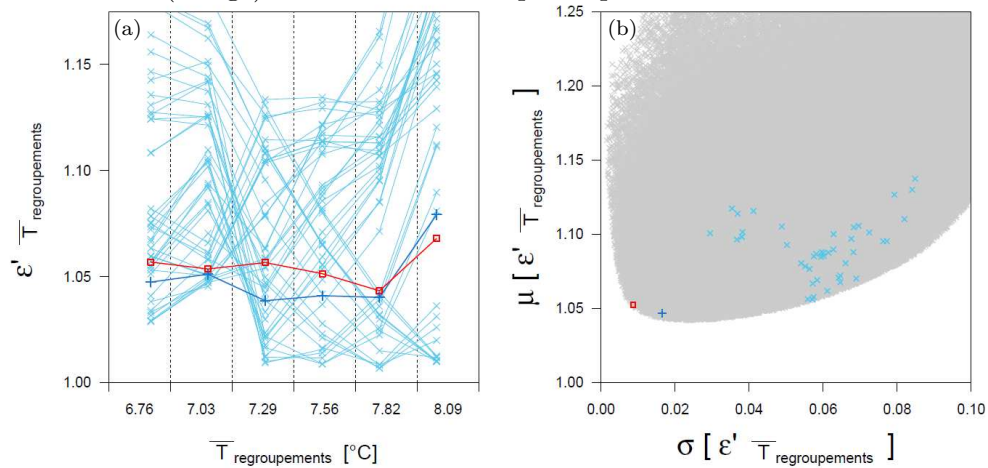 (a)
1.15
1.10
1.05
1.00
ε' T regroupements
6.76 7.03 7.29 7.56 7.82 8.09
T regroupements [°C]
(b)
1.25
1.20
1.15
1.10
1.05
1.00
μ [ ε' T regroupements ]
0.00 0.02 0.04 0.06 0.08 0.10
σ [ ε' T regroupements ]